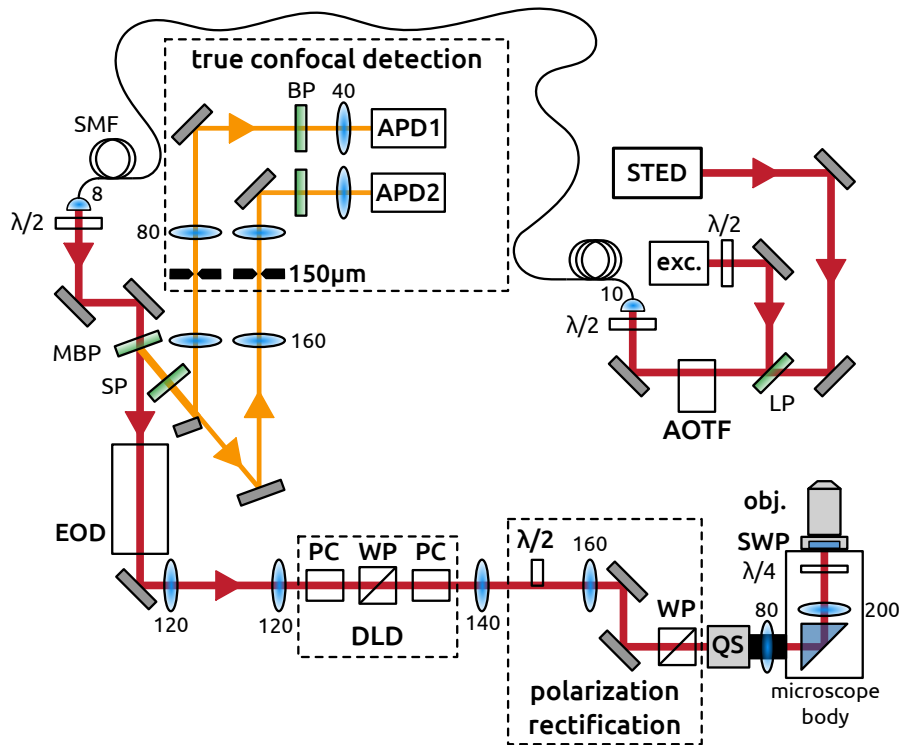 true confocal detection
BP
40
APD1
APD2
SMF
8
λ/2
80
150μm
160
MBP
SP
STED
exc.
λ/2
10
λ/2
AOTF
LP
EOD
120
120
PC
WP
PC
DLD
140
λ/2
160
WP
polarization
rectification
QS
80
obj.
SWP
λ/4
200
microscope
body